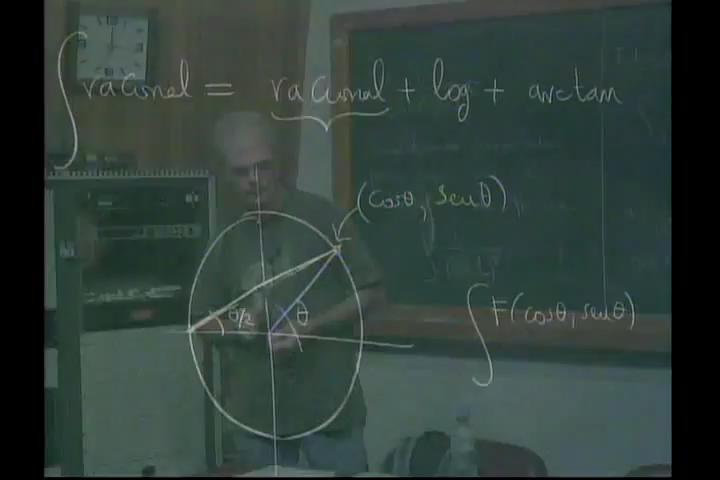 ∫ racional = racional + log + arctan
(cosθ, senθ)
θ/2 θ
∫ F(cosθ, senθ)